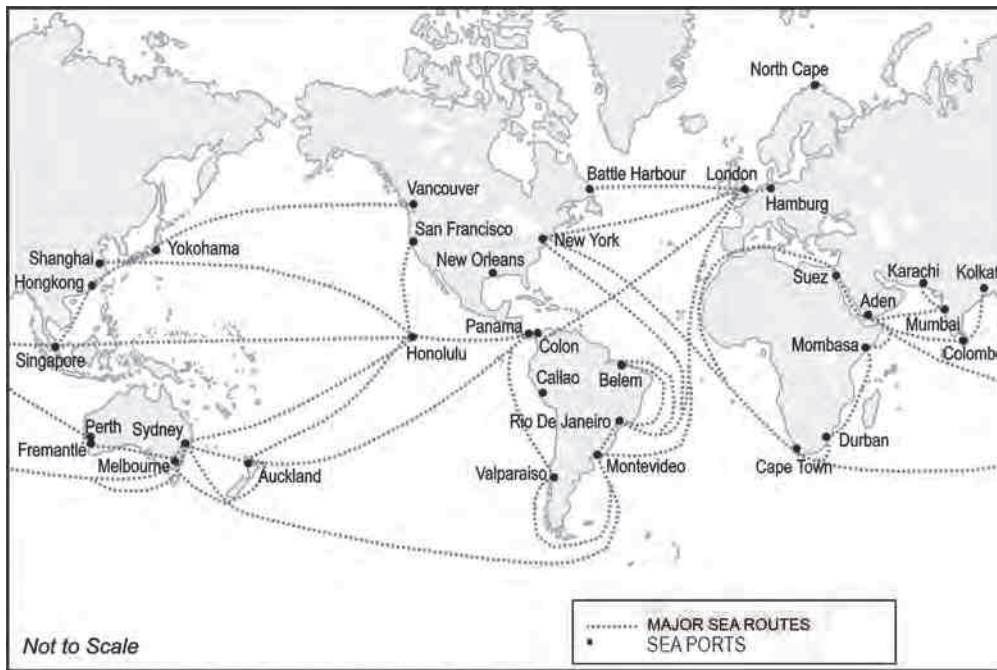 North Cape
Battle Harbour
London
Hamburg
Vancouver
San Francisco
New York
New Orleans
Shanghai
Yokohama
Hongkong
Suez
Karachi
Kolkat
Aden
Mumbai
Singapore
Honolulu
Panama
Colon
Mombasa
Colombo
Belem
Callao
Rio De Janeiro
Perth
Sydney
Fremantle
Melbourne
Auckland
Valparaiso
Montevideo
Durban
Cape Town
MAJOR SEA ROUTES
SEA PORTS
Not to Scale